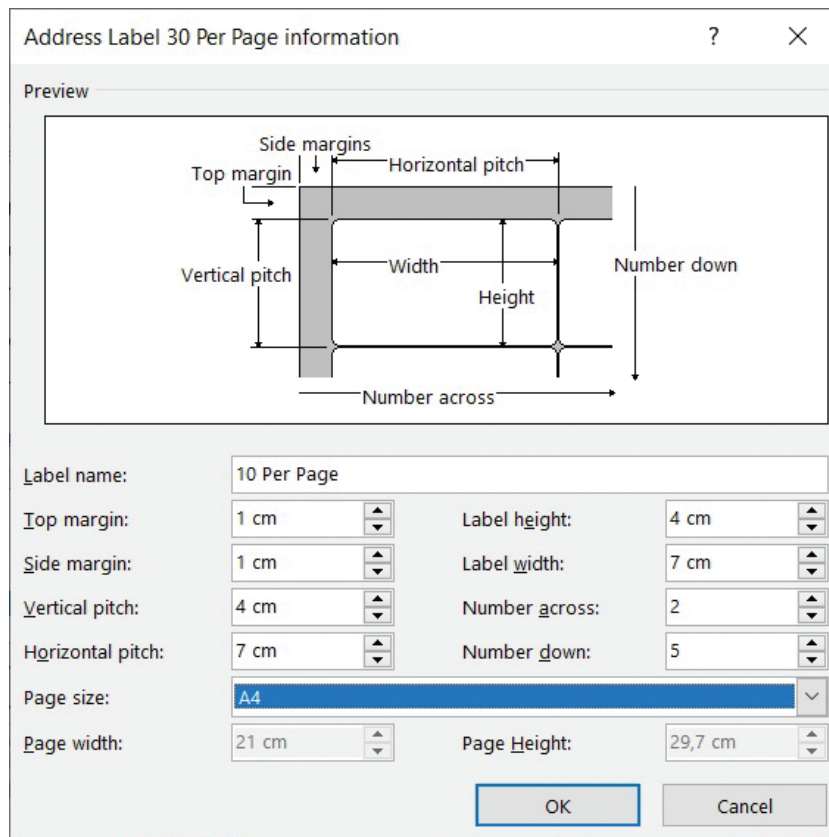 Address Label 30 Per Page information ? ×
Preview
Side margins
Horizontal pitch
Top margin
Vertical pitch
Width
Number down
Height
Number across
Label name: 10 Per Page
Top margin: 1 cm Label height: 4 cm
Side margin: 1 cm Label width: 7 cm
Vertical pitch: 4 cm Number across: 2
Horizontal pitch: 7 cm Number down: 5
Page size: A4
Page width: 21 cm Page Height: 29,7 cm
OK Cancel